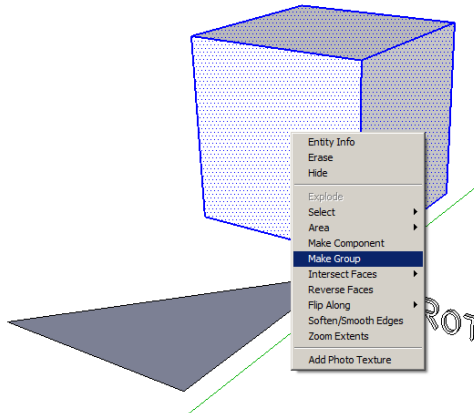 Entity Info
Erase
Hide
Explode
Select
Area
Make Component
Make Group
Intersect Faces
Reverse Faces
Flip Along
Soften/Smooth Edges
Zoom Extents
Add Photo Texture